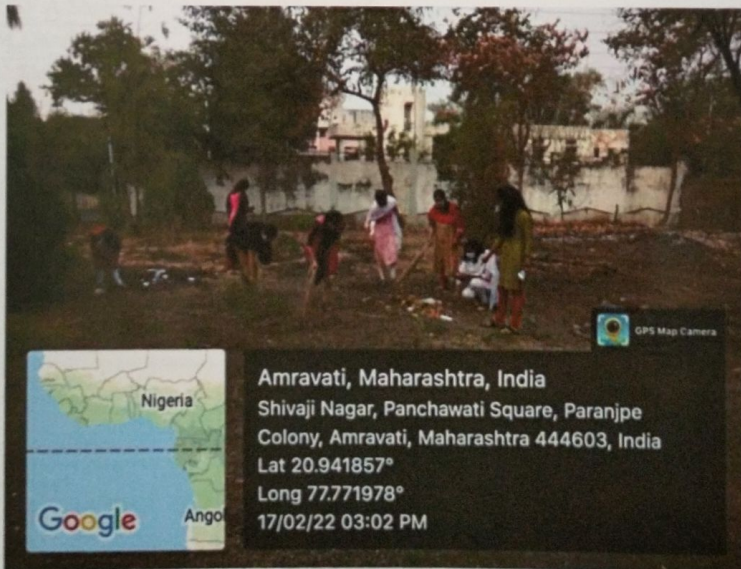 GPS Map Camera
Nigeria
Angol
Google
Amravati, Maharashtra, India
Shivaji Nagar, Panchawati Square, Paranjpe
Colony, Amravati, Maharashtra 444603, India
Lat 20.941857°
Long 77.771978°
17/02/22 03:02 PM